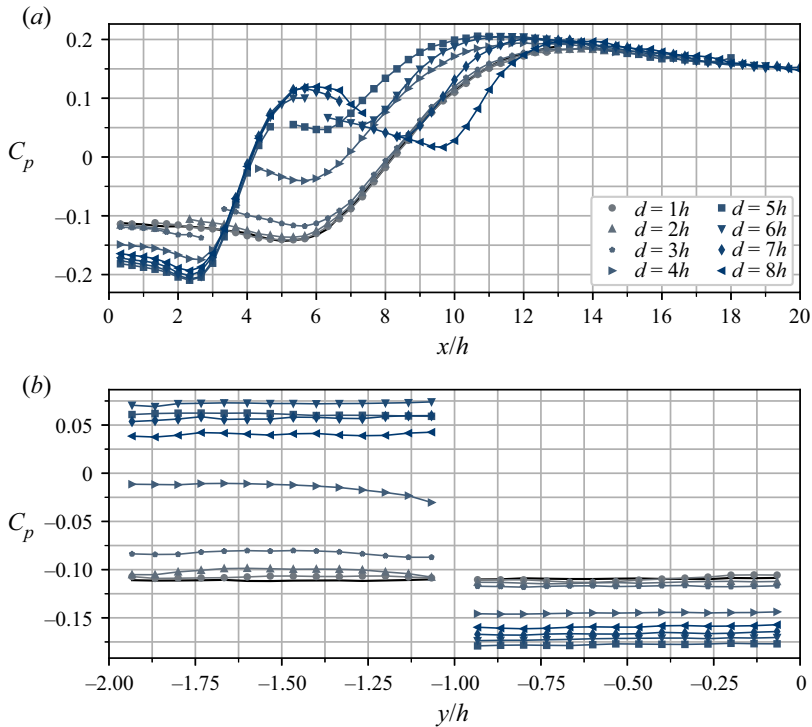 (a)
0.2
0.1
C_p
0
–0.1
–0.2
d = 1h d = 5h
d = 2h d = 6h
d = 3h d = 7h
d = 4h d = 8h
0 2 4 6 8 10 12 14 16 18 20
x/h
(b)
0.05
0
C_p
–0.05
–0.10
–0.15
–2.00 –1.75 –1.50 –1.25 –1.00 –0.75 –0.50 –0.25 0
y/h